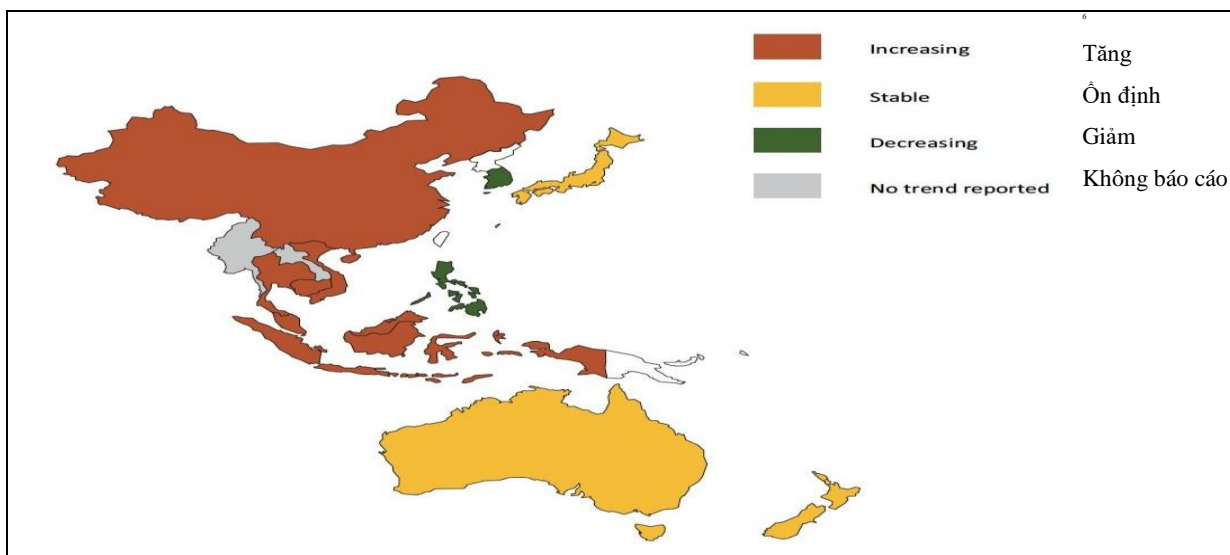 6
Increasing
Tăng
Stable
Ổn định
Decreasing
Giảm
No trend reported
Không báo cáo